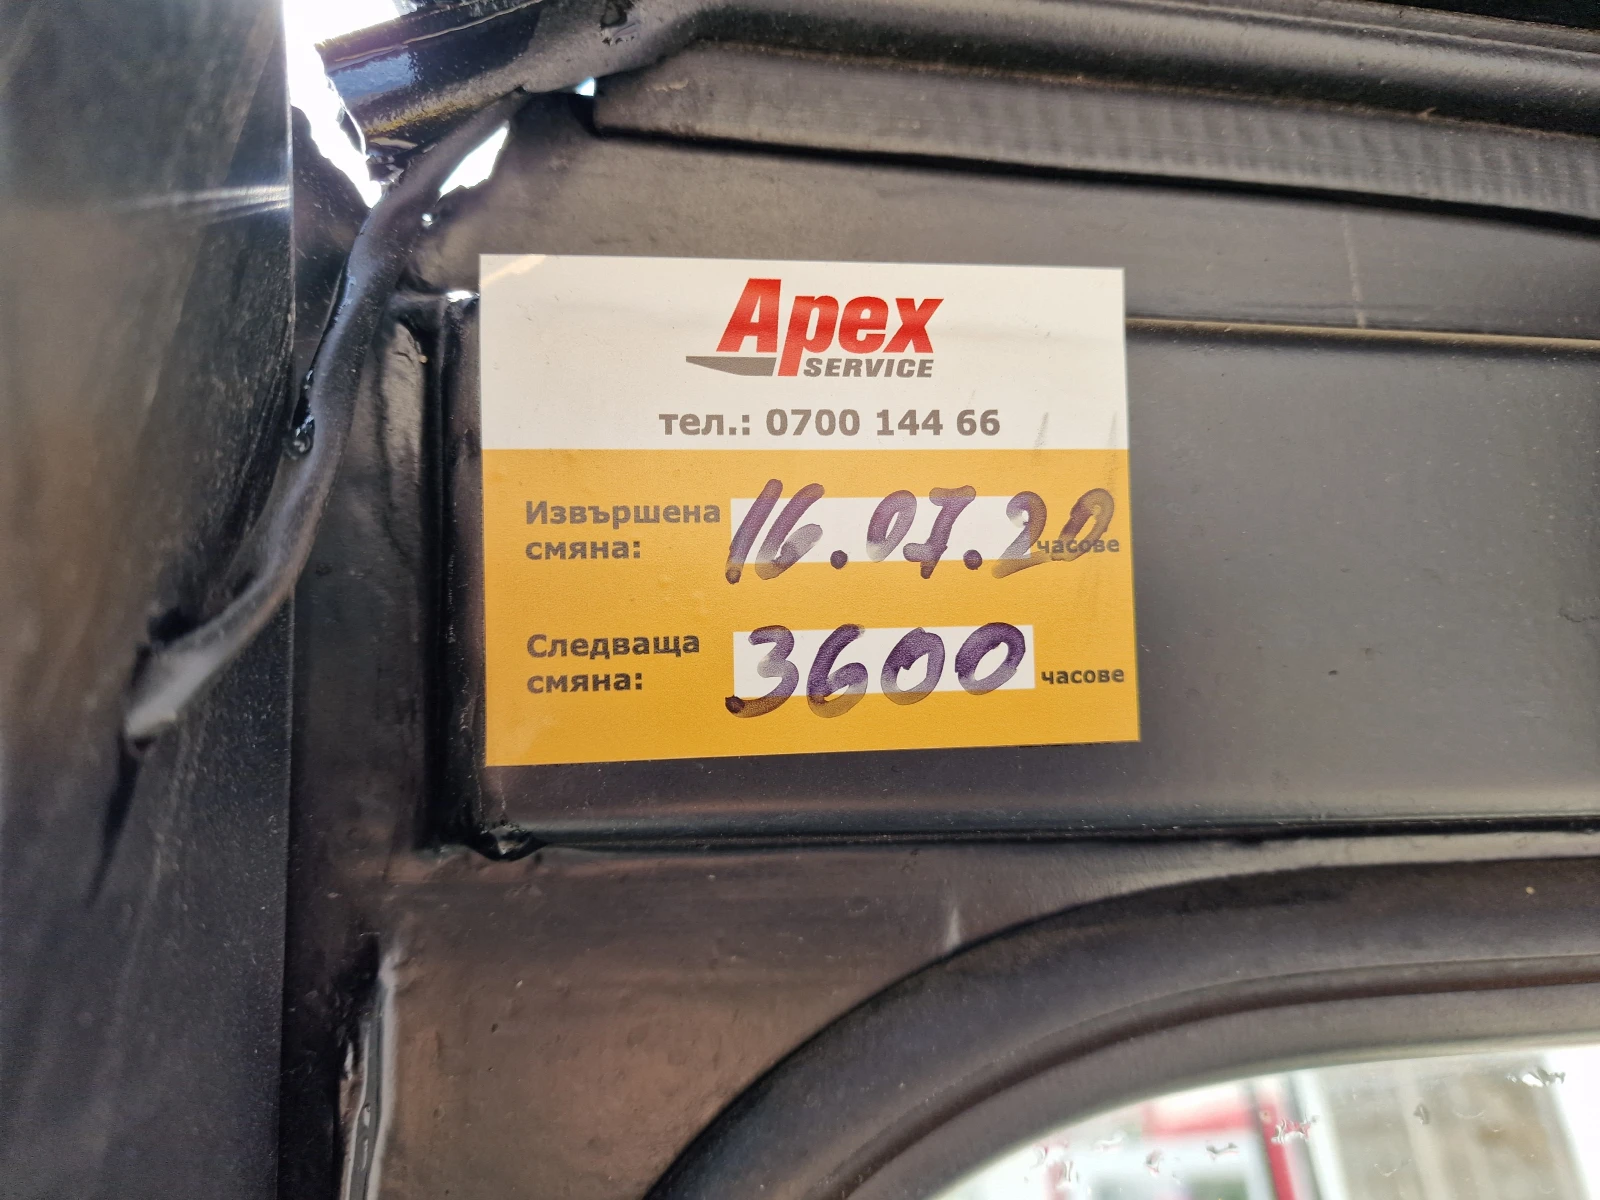 Apex
SERVICE
тел.: 0700 144 66
Извършена
смяна: 16.07.20 часове
Следваща
смяна: 3600 часове